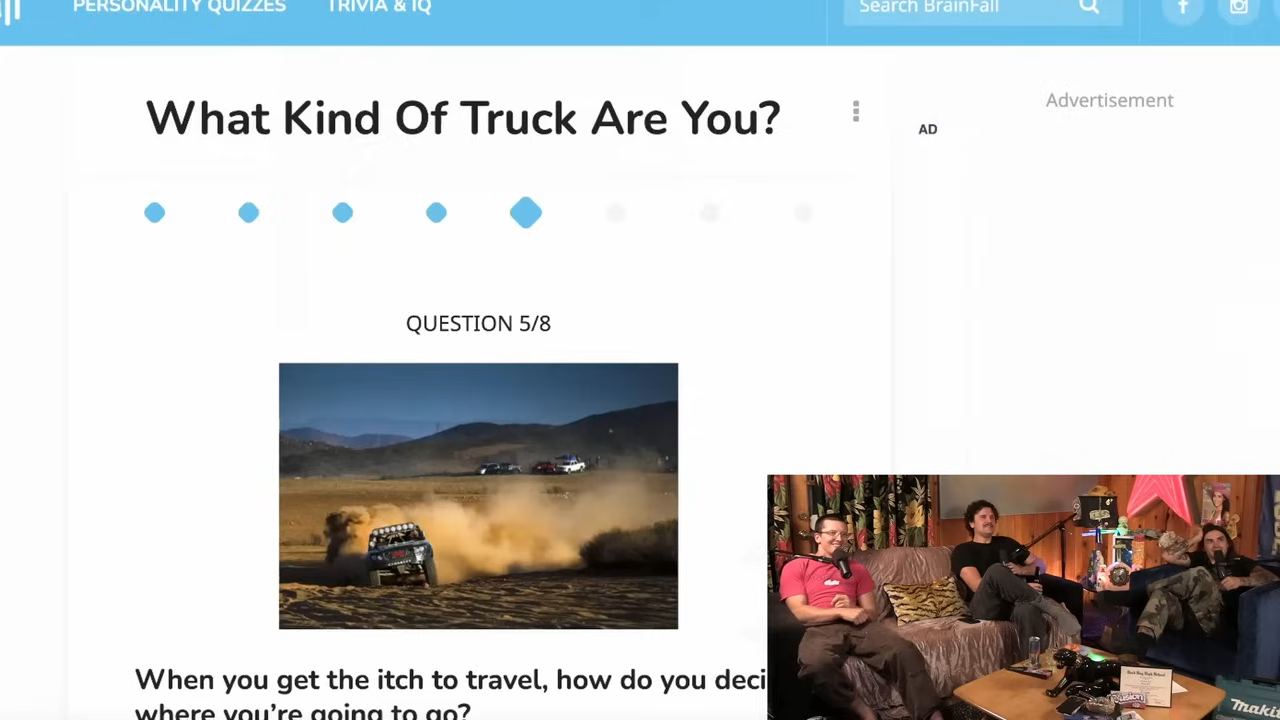 PERSONALITY QUIZZES
TRIVIA & IQ
Search BrainFall
What Kind Of Truck Are You?
Advertisement
AD
QUESTION 5/8
When you get the itch to travel, how do you deci
where you're going to go?
Makita